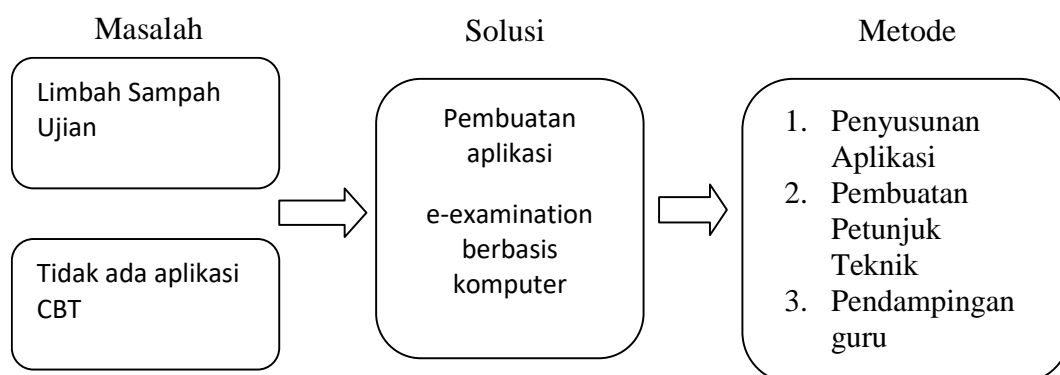 Masalah
Solusi
Metode
Limbah Sampah
Ujian
Tidak ada aplikasi
CBT
Pembuatan
aplikasi
e-examination
berbasis
komputer
1. Penyusunan
Aplikasi
2. Pembuatan
Petunjuk
Teknik
3. Pendampingan
guru